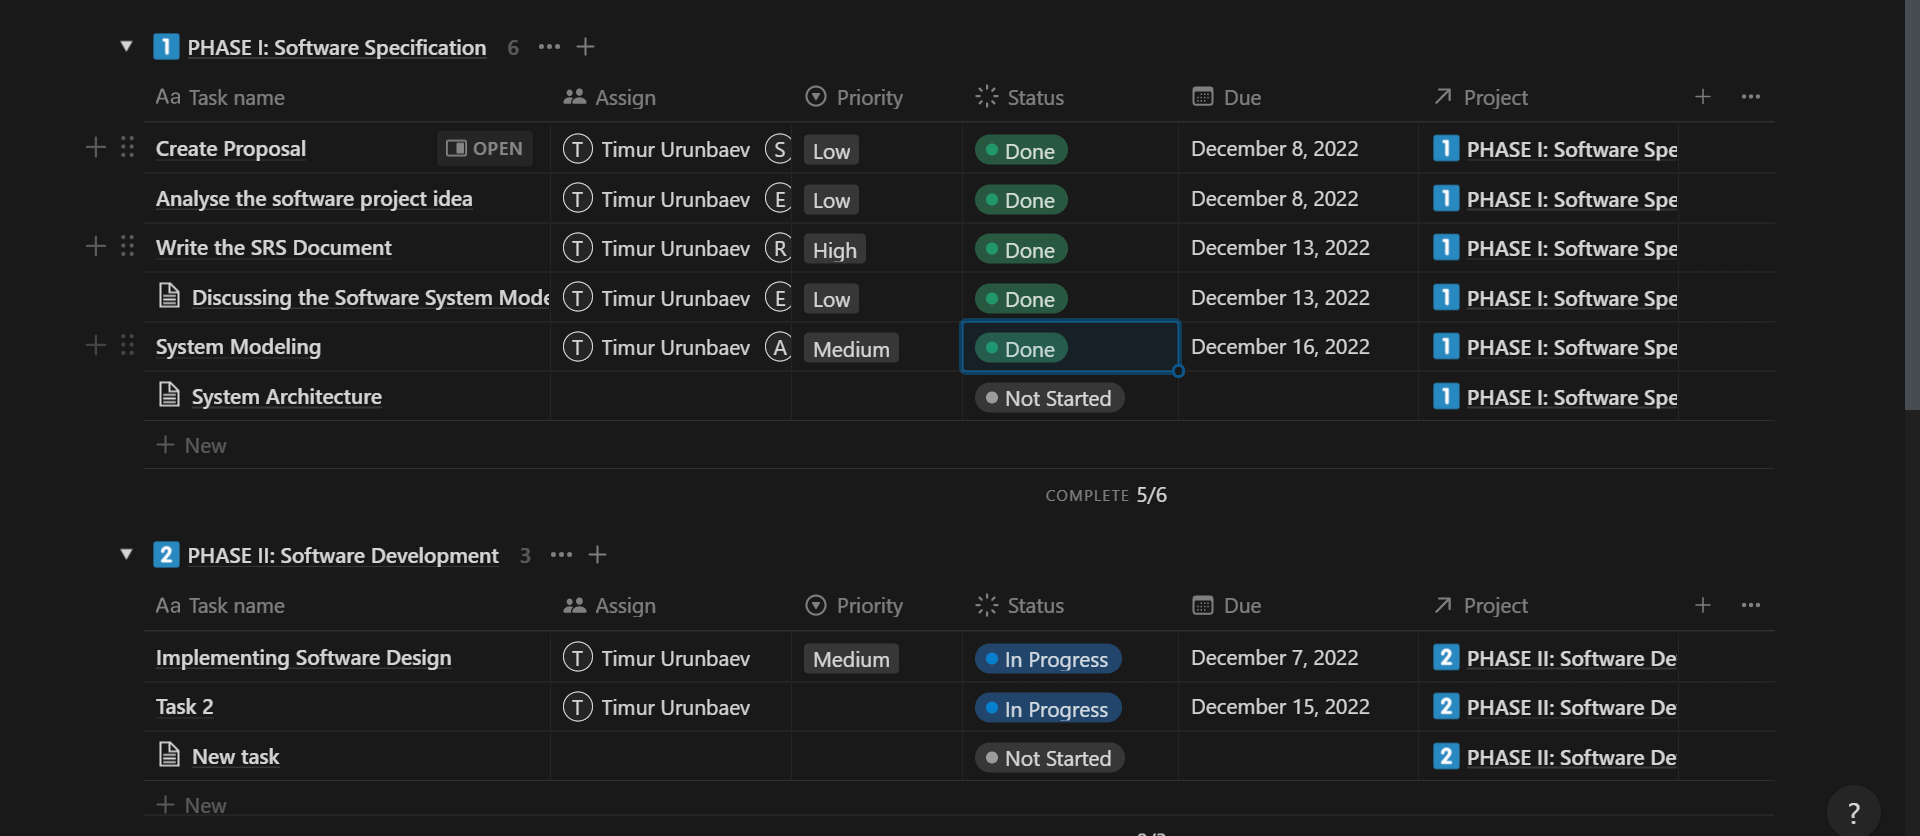 1 PHASE I: Software Specification 6
Aa Task name Assign Priority Status Due Project
Create Proposal OPEN T Timur Urunbaev S Low Done December 8, 2022 1 PHASE I: Software Spe
Analyse the software project idea T Timur Urunbaev E Low Done December 8, 2022 1 PHASE I: Software Spe
Write the SRS Document T Timur Urunbaev R High Done December 13, 2022 1 PHASE I: Software Spe
Discussing the Software System Mode T Timur Urunbaev E Low Done December 13, 2022 1 PHASE I: Software Spe
System Modeling T Timur Urunbaev A Medium Done December 16, 2022 1 PHASE I: Software Spe
System Architecture Not Started 1 PHASE I: Software Spe
New
COMPLETE 5/6
2 PHASE II: Software Development 3
Aa Task name Assign Priority Status Due Project
Implementing Software Design T Timur Urunbaev Medium In Progress December 7, 2022 2 PHASE II: Software De
Task 2 T Timur Urunbaev In Progress December 15, 2022 2 PHASE II: Software De
New task Not Started 2 PHASE II: Software De
New
?